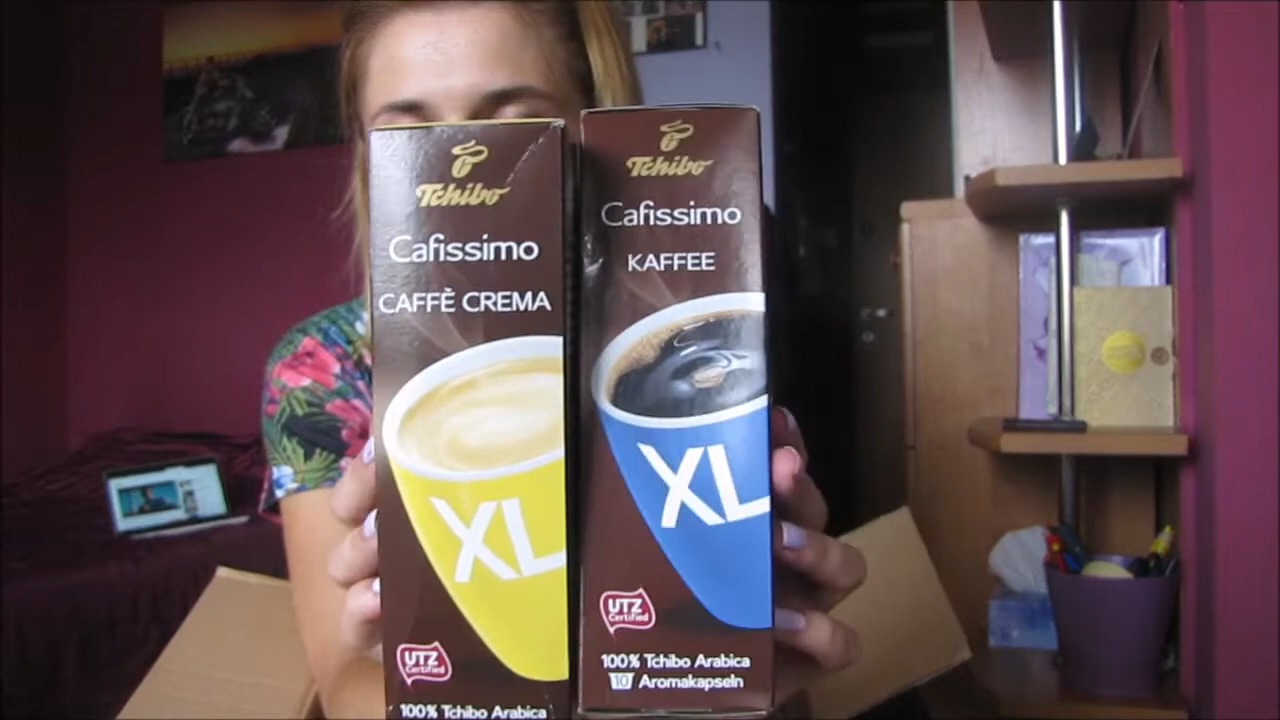 Tchibo
Cafissimo
CAFFÈ CREMA
XL
UTZ
Certified
100% Tchibo Arabica
Tchibo
Cafissimo
KAFFEE
XL
UTZ
Certified
100% Tchibo Arabica
10 Aromakapseln